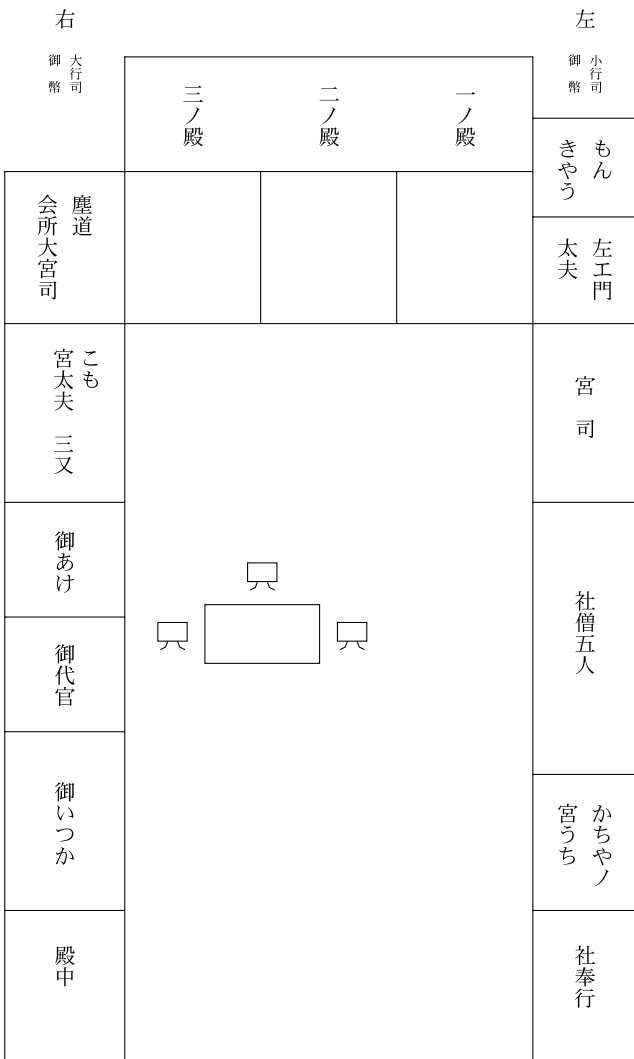 左
小行司
御幣
もん
きやう
左エ門
太夫
宮司
社僧五人
かちやノ
宮うち
社奉行
一ノ殿
二ノ殿
三ノ殿
右
大行司
御幣
塵道
会所大宮司
こも
宮太夫 三又
御あけ
御代官
御いつか
殿中